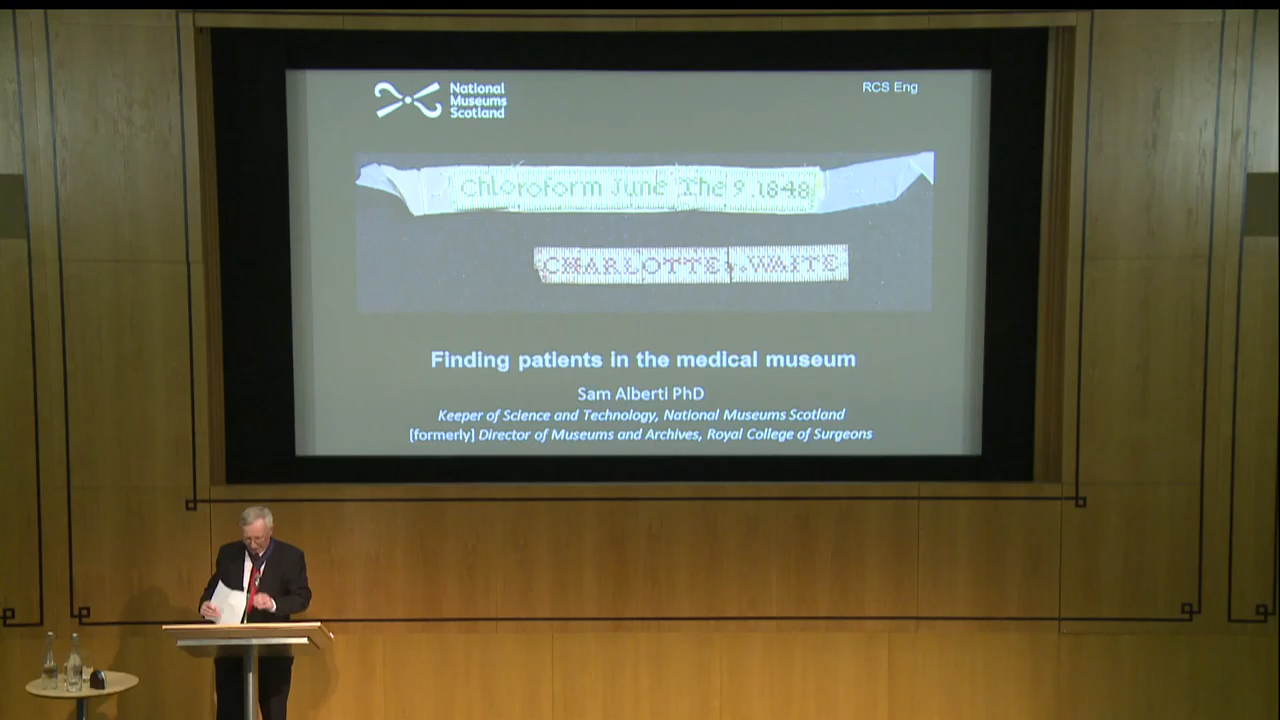 National
Museums
Scotland
RCS Eng
Chloroform June The 9.1848
CHARLOTTE.WAITE
Finding patients in the medical museum
Sam Alberti PhD
Keeper of Science and Technology, National Museums Scotland
[formerly] Director of Museums and Archives, Royal College of Surgeons